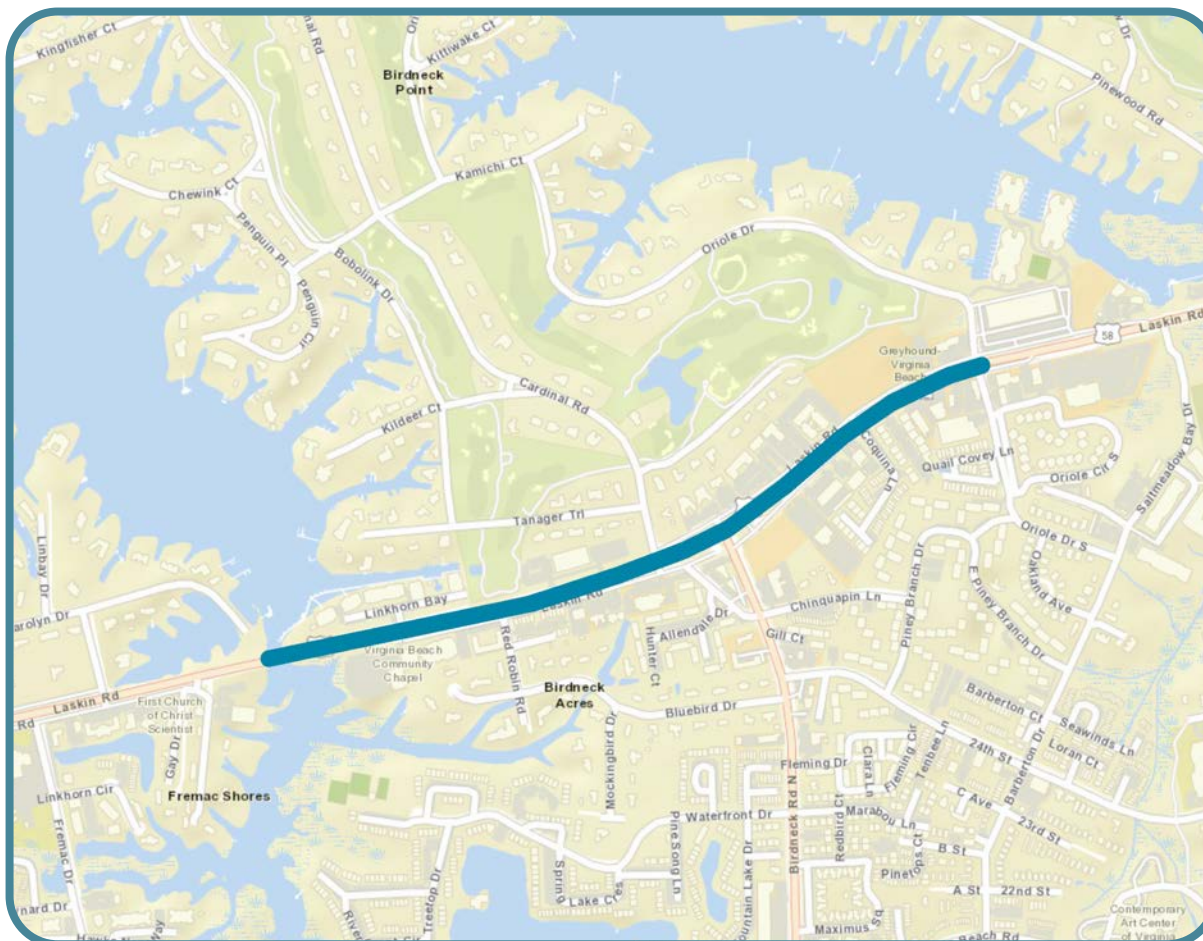 Kingfisher Ct
Kittiwake Ct
Birdneck
Point
Pinewood Rd
Kamichi Ct
Chewink Ct
Penguin Pl
Bobolink Dr
Oriole Dr
Penguin Cir
58
Laskin Rd
Greyhound-
Virginia
Beach
Cardinal Rd
Kildeer Ct
Laskin Rd
Coquina Ln
Quail Covey Ln
Oriole Cir S
Saltmeadow Bay Dr
Tanager Trl
Oriole Dr S
Linbay Dr
Piney Branch Dr
Oakland Ave
E Piney Branch Dr
Linkhorn Bay
Laskin Rd
Chinquapin Ln
Allendale Dr
Gill Ct
Hunter Ct
Red Robin Rd
Virginia Beach
Community
Chapel
Laskin Rd
Rd
First Church
of Christ
Scientist
Birdneck
Acres
Bluebird Dr
Mockingbird Dr
Barberton Ct
Seawinds Ln
Loran Ct
24th St
Barberton Dr
Gay Dr
Fleming Dr
Clara Ln
Fleming Cir
Tenbee Ln
Linkhorn Cir
Fremac Shores
Fremac Dr
C Ave
23rd St
Waterfront Dr
Redbird Ct
Marabou Ln
B St
Pinetops Ct
Pine Song Ln
Birdneck Rd N
Treetop Dr
Spring
Lake Cres
A St
22nd St
Maximus Sq
Contemporary
Art Center
of Virginia